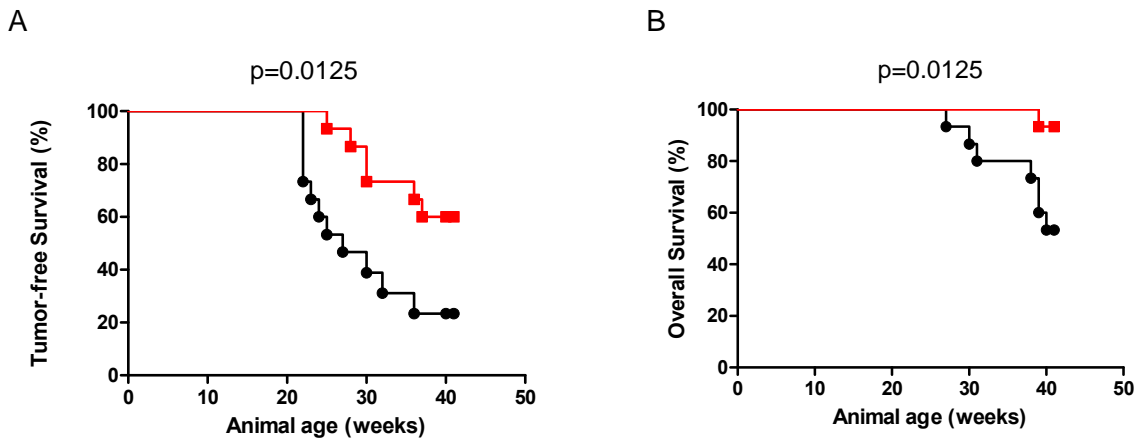 A
p=0.0125
Tumor-free Survival (%)
100
80
60
40
20
0
0 10 20 30 40 50
Animal age (weeks)
B
p=0.0125
Overall Survival (%)
100
80
60
40
20
0
0 10 20 30 40 50
Animal age (weeks)